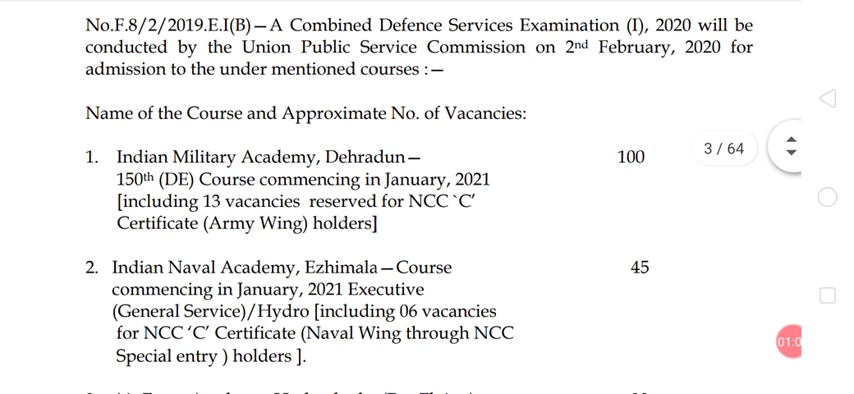 No.F.8/2/2019.E.I(B)—A Combined Defence Services Examination (I), 2020 will be
conducted by the Union Public Service Commission on 2nd February, 2020 for
admission to the under mentioned courses :—
Name of the Course and Approximate No. of Vacancies:
1. Indian Military Academy, Dehradun— 100
3 / 64
150th (DE) Course commencing in January, 2021
[including 13 vacancies reserved for NCC `C'
Certificate (Army Wing) holders]
2. Indian Naval Academy, Ezhimala—Course 45
commencing in January, 2021 Executive
(General Service)/Hydro [including 06 vacancies
for NCC 'C' Certificate (Naval Wing through NCC
01:0
Special entry ) holders ].